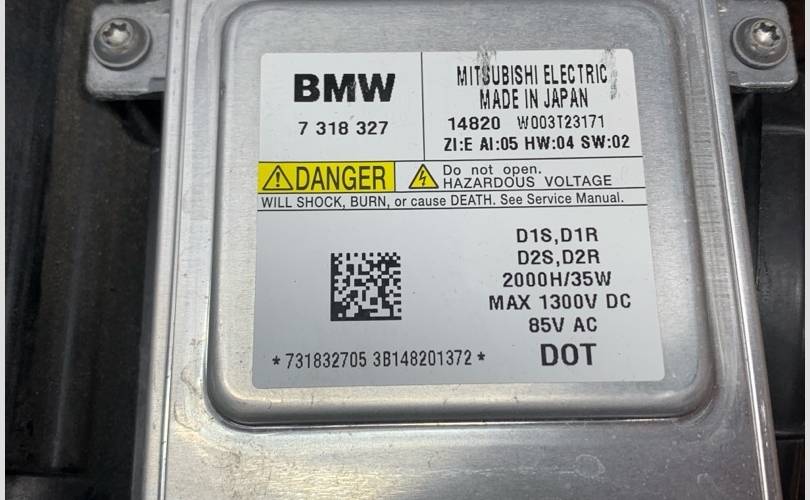 BMW
7 318 327
MITSUBISHI ELECTRIC
MADE IN JAPAN
14820 W003T23171
ZI:E AI:05 HW:04 SW:02
DANGER
Do not open.
HAZARDOUS VOLTAGE
WILL SHOCK, BURN, or cause DEATH. See Service Manual.
D1S,D1R
D2S,D2R
2000H/35W
MAX 1300V DC
85V AC
DOT
*731832705 3B148201372*